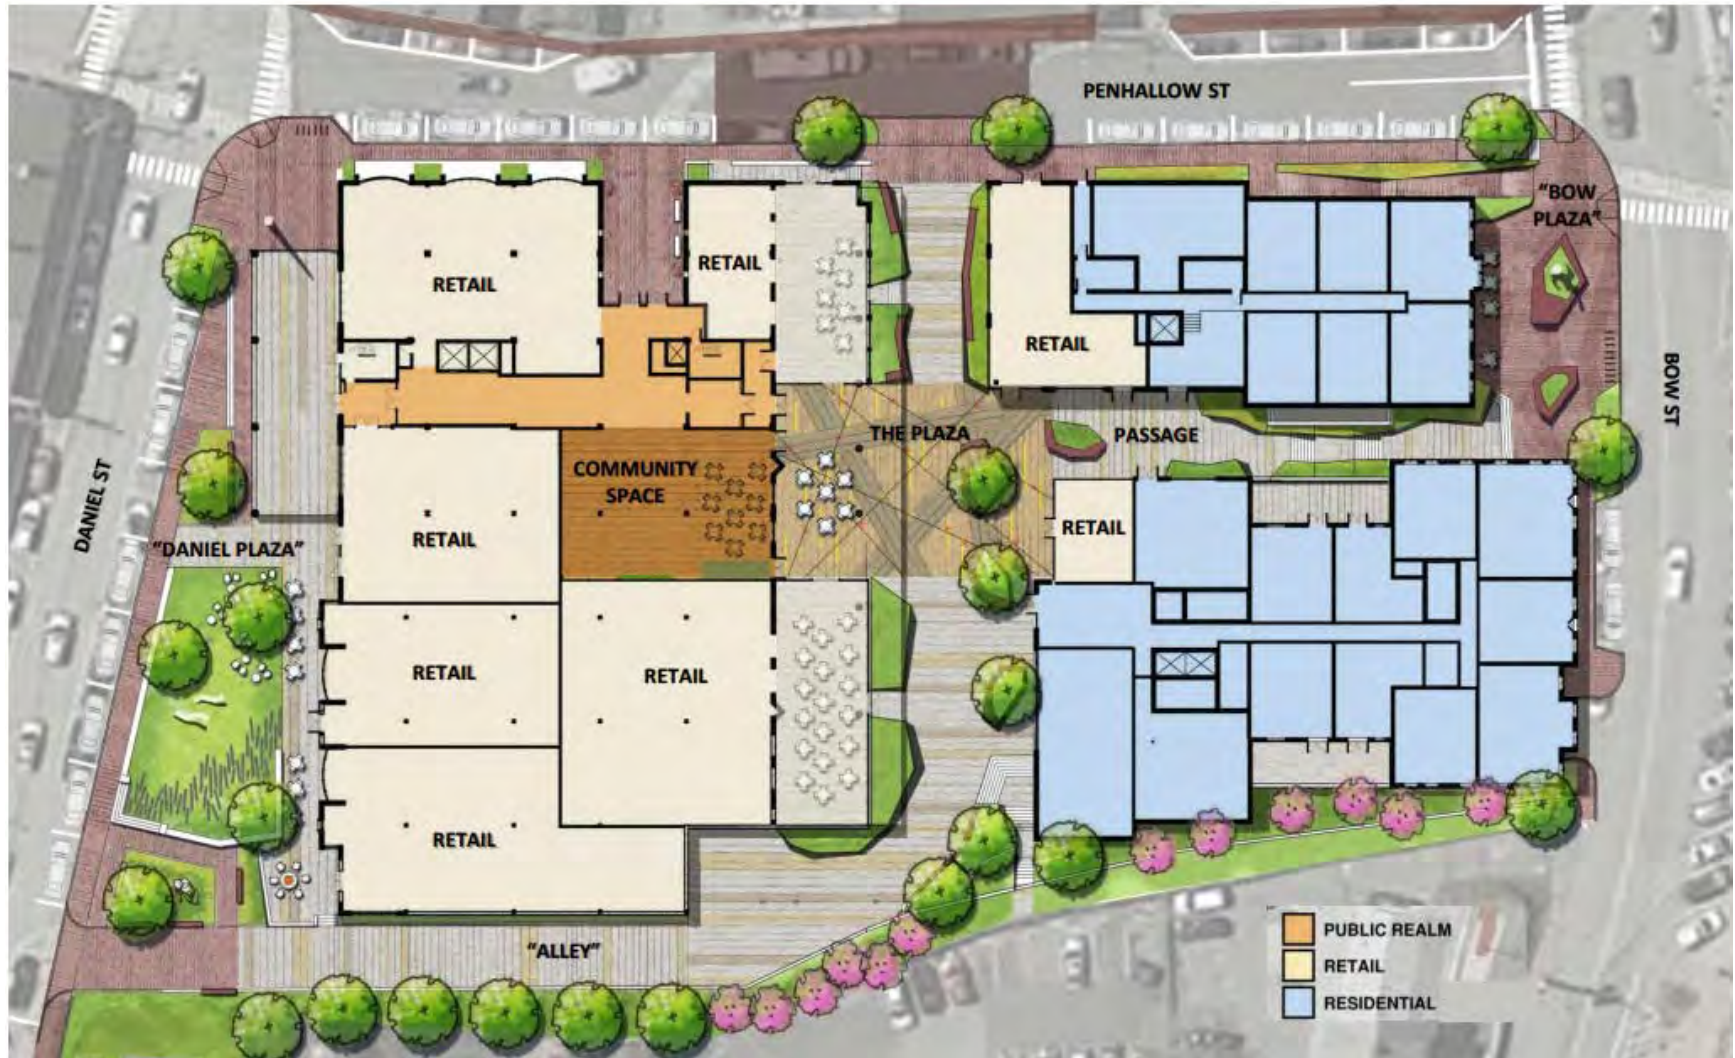 PENHALLOW ST
"BOW
PLAZA"
RETAIL
RETAIL
RETAIL
BOW ST
THE PLAZA
PASSAGE
COMMUNITY
SPACE
DANIEL ST
"DANIEL PLAZA"
RETAIL
RETAIL
RETAIL
RETAIL
RETAIL
"ALLEY"
PUBLIC REALM
RETAIL
RESIDENTIAL